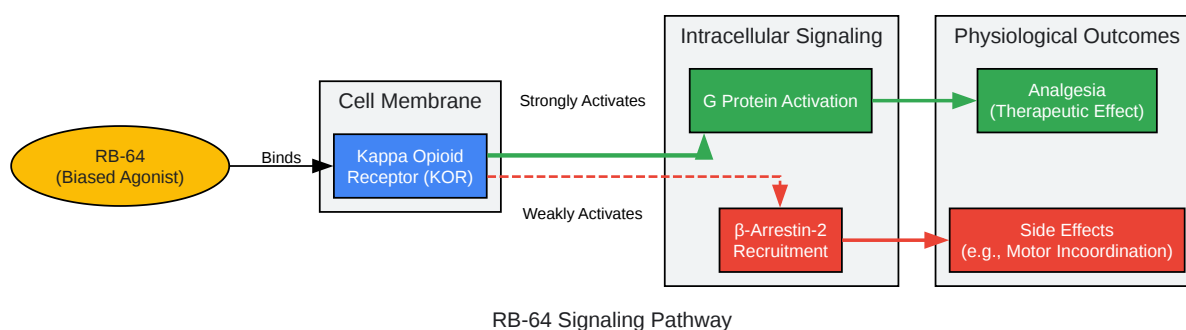 RB-64
(Biased Agonist)
Binds
Cell Membrane
Kappa Opioid
Receptor (KOR)
Strongly Activates
Weakly Activates
Intracellular Signaling
G Protein Activation
β-Arrestin-2
Recruitment
Physiological Outcomes
Analgesia
(Therapeutic Effect)
Side Effects
(e.g., Motor Incoordination)
RB-64 Signaling Pathway